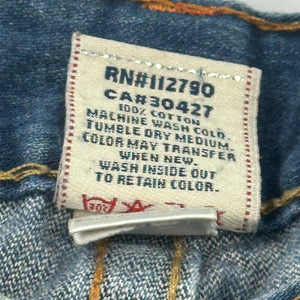 RN#112790
CA#30427
100% COTTON
MACHINE WASH COLD.
TUMBLE DRY MEDIUM.
COLOR MAY TRANSFER
WHEN NEW.
WASH INSIDE OUT
TO RETAIN COLOR.
30°